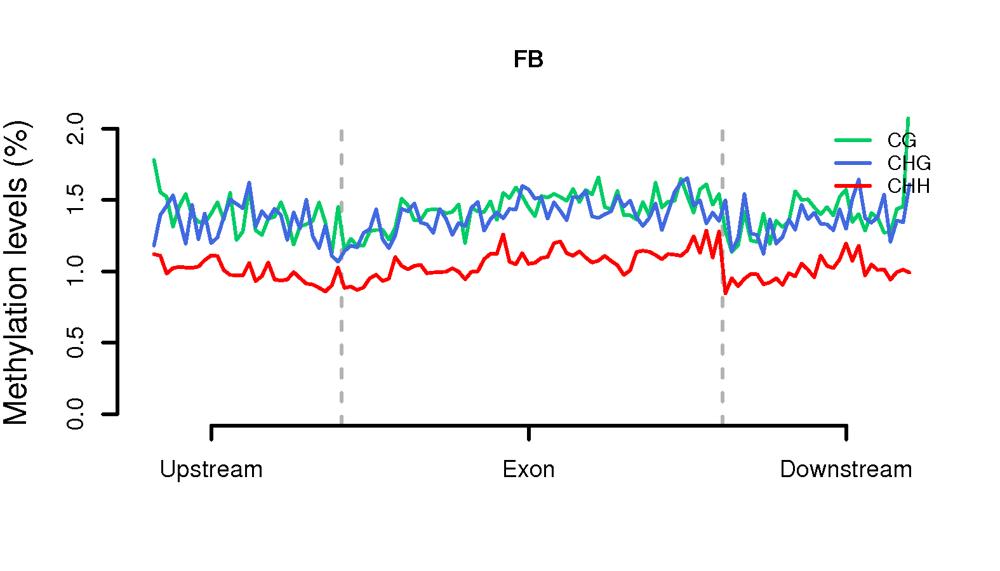 FB
Methylation levels (%)
2.0
1.5
1.0
0.5
0.0
CG
CHG
CHH
Upstream
Exon
Downstream